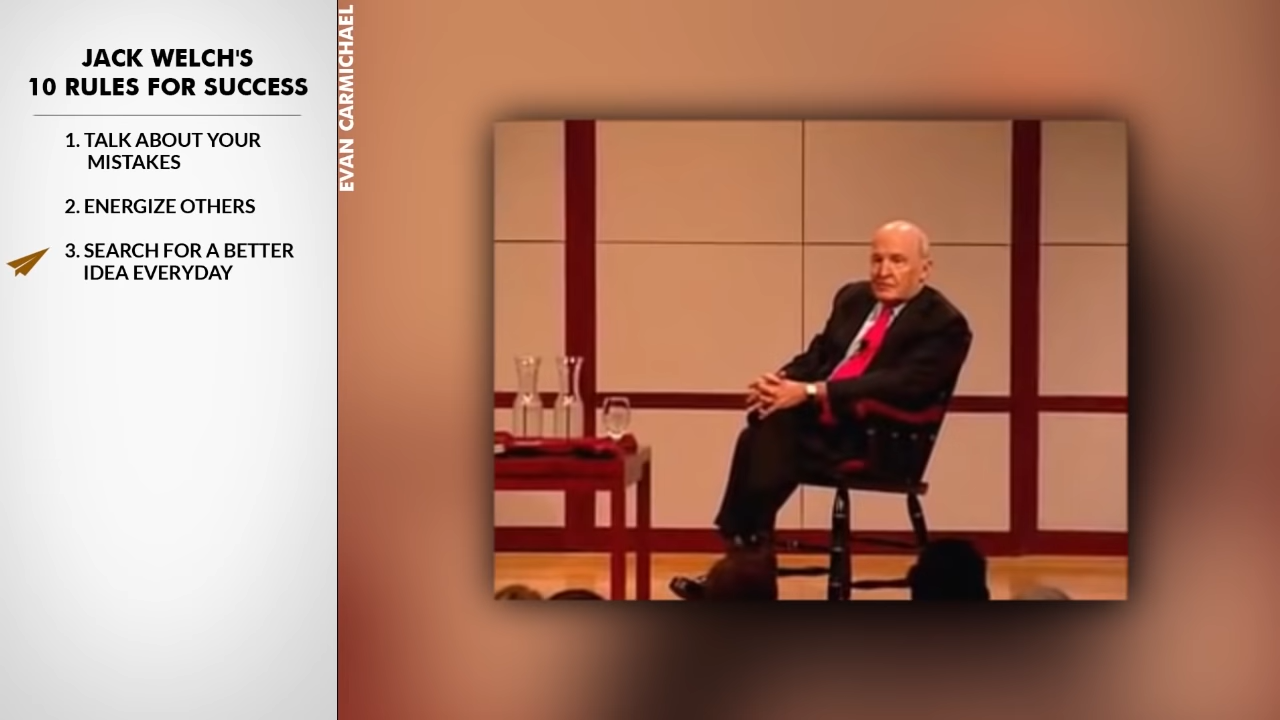 JACK WELCH'S
10 RULES FOR SUCCESS
1. TALK ABOUT YOUR
MISTAKES
2. ENERGIZE OTHERS
3. SEARCH FOR A BETTER
IDEA EVERYDAY
EVAN CARMICHAEL